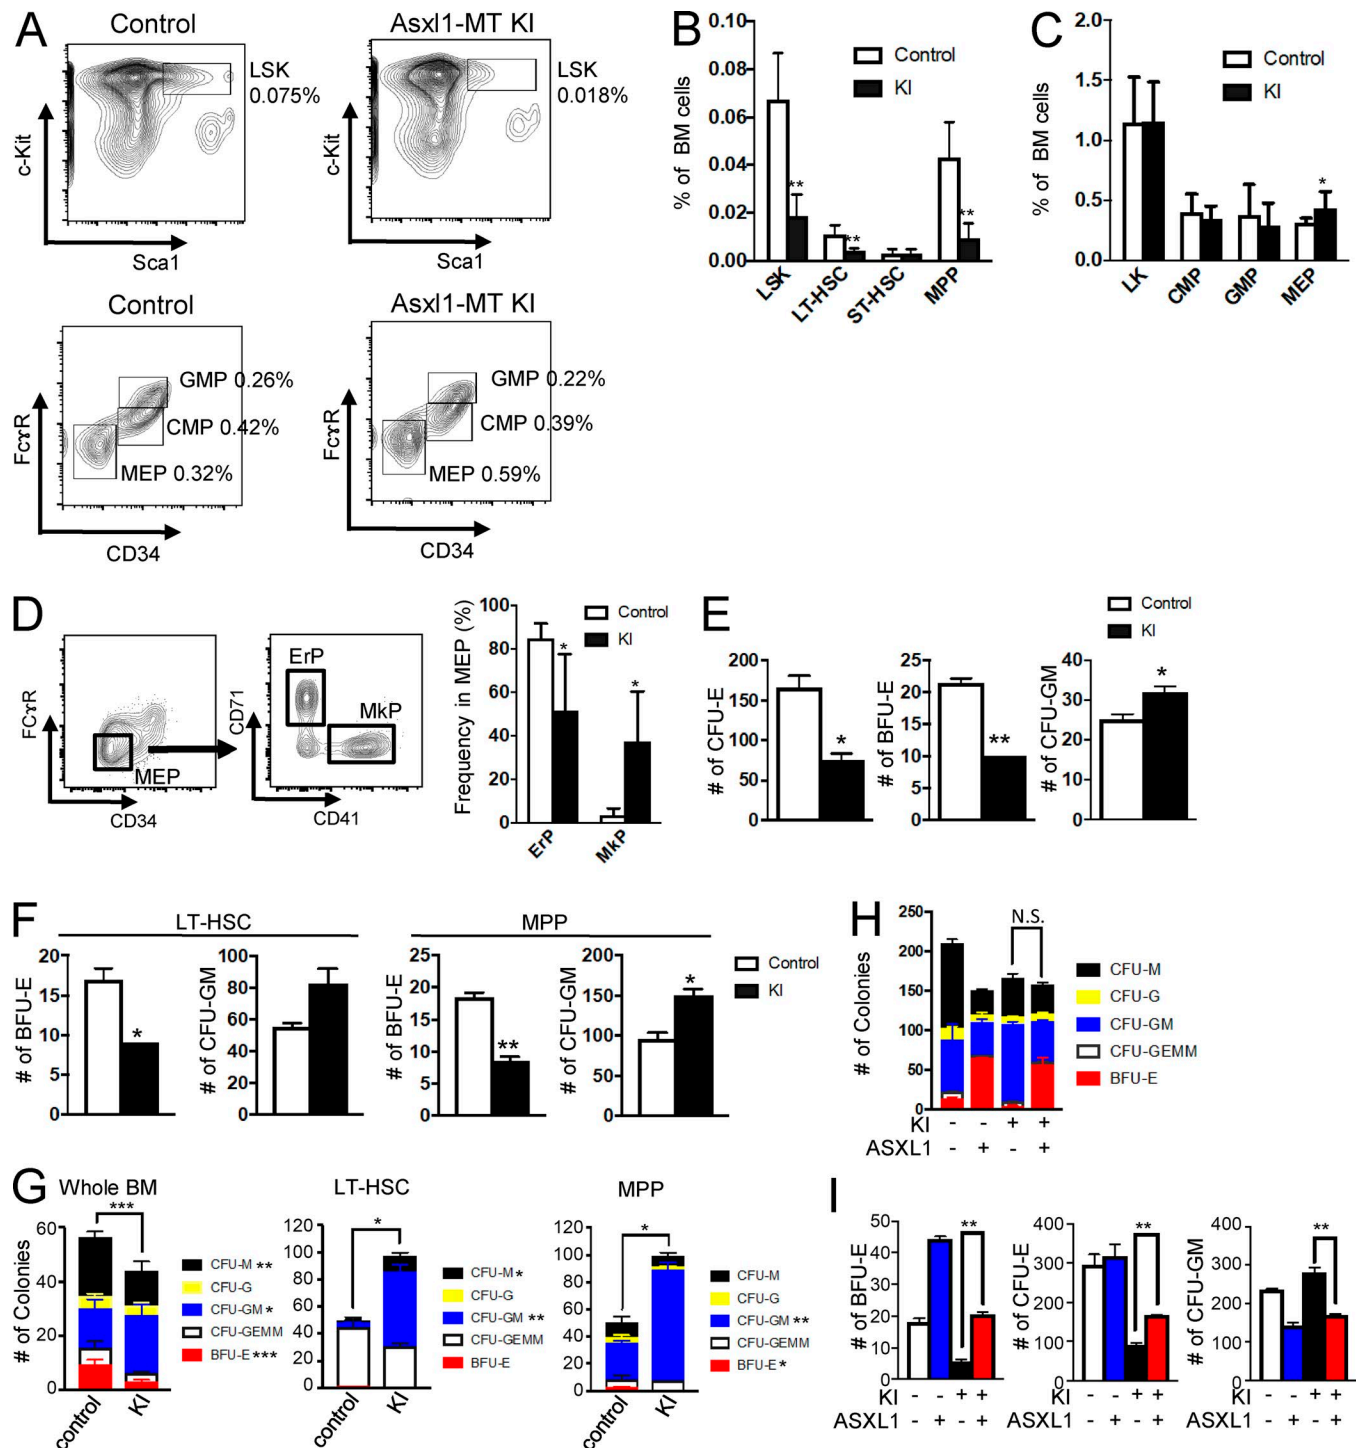 A
Control
Asxl1-MT KI
LSK
0.075%
LSK
0.018%
c-Kit
c-Kit
Sca1
Sca1
Control
Asxl1-MT KI
GMP 0.26%
CMP 0.42%
MEP 0.32%
GMP 0.22%
CMP 0.39%
MEP 0.59%
FcɤR
FcɤR
CD34
CD34
B
% of BM cells
0.10
0.08
0.06
0.04
0.02
0.00
Control
KI
**
**
**
LSK
LT-HSC
ST-HSC
MPP
C
% of BM cells
2.0
1.5
1.0
0.5
0.0
Control
KI
*
LK
CMP
GMP
MEP
D
FCɤR
MEP
CD34
CD71
ErP
MkP
CD41
Frequency in MEP (%)
100
80
60
40
20
0
Control
KI
*
*
ErP
MkP
E
Control
KI
# of CFU-E
200
150
100
50
0
*
# of BFU-E
25
20
15
10
5
0
**
# of CFU-GM
40
30
20
10
0
*
F
LT-HSC
MPP
# of BFU-E
20
15
10
5
0
*
# of CFU-GM
100
80
60
40
20
0
# of BFU-E
25
20
15
10
5
0
**
# of CFU-GM
200
150
100
50
0
*
Control
KI
H
# of Colonies
250
200
150
100
50
0
N.S.
CFU-M
CFU-G
CFU-GM
CFU-GEMM
BFU-E
KI - - + +
ASXL1 - + - +
G
Whole BM
# of Colonies
60
40
20
0
***
CFU-M **
CFU-G
CFU-GM *
CFU-GEMM
BFU-E ***
control
KI
LT-HSC
120
100
80
60
40
20
0
*
CFU-M *
CFU-G
CFU-GM **
CFU-GEMM
BFU-E
control
KI
MPP
120
100
80
60
40
20
0
*
CFU-M
CFU-G
CFU-GM **
CFU-GEMM
BFU-E *
control
KI
I
# of BFU-E
50
40
30
20
10
0
**
KI - - + +
ASXL1 - + - +
# of CFU-E
400
300
200
100
0
**
KI - - + +
ASXL1 - + - +
# of CFU-GM
400
300
200
100
0
**
KI - - + +
ASXL1 - + - +